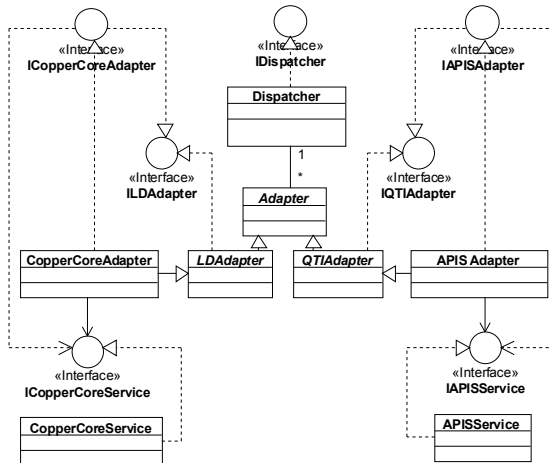 «Interface»
ICopperCoreAdapter
«Interface»
IDispatcher
«Interface»
IAPISAdapter
Dispatcher
1
*
«Interface»
ILDAdapter
«Interface»
IQTIAdapter
Adapter
CopperCoreAdapter
LDAdapter
QTIAdapter
APIS Adapter
«Interface»
ICopperCoreService
«Interface»
IAPISService
CopperCoreService
APISService